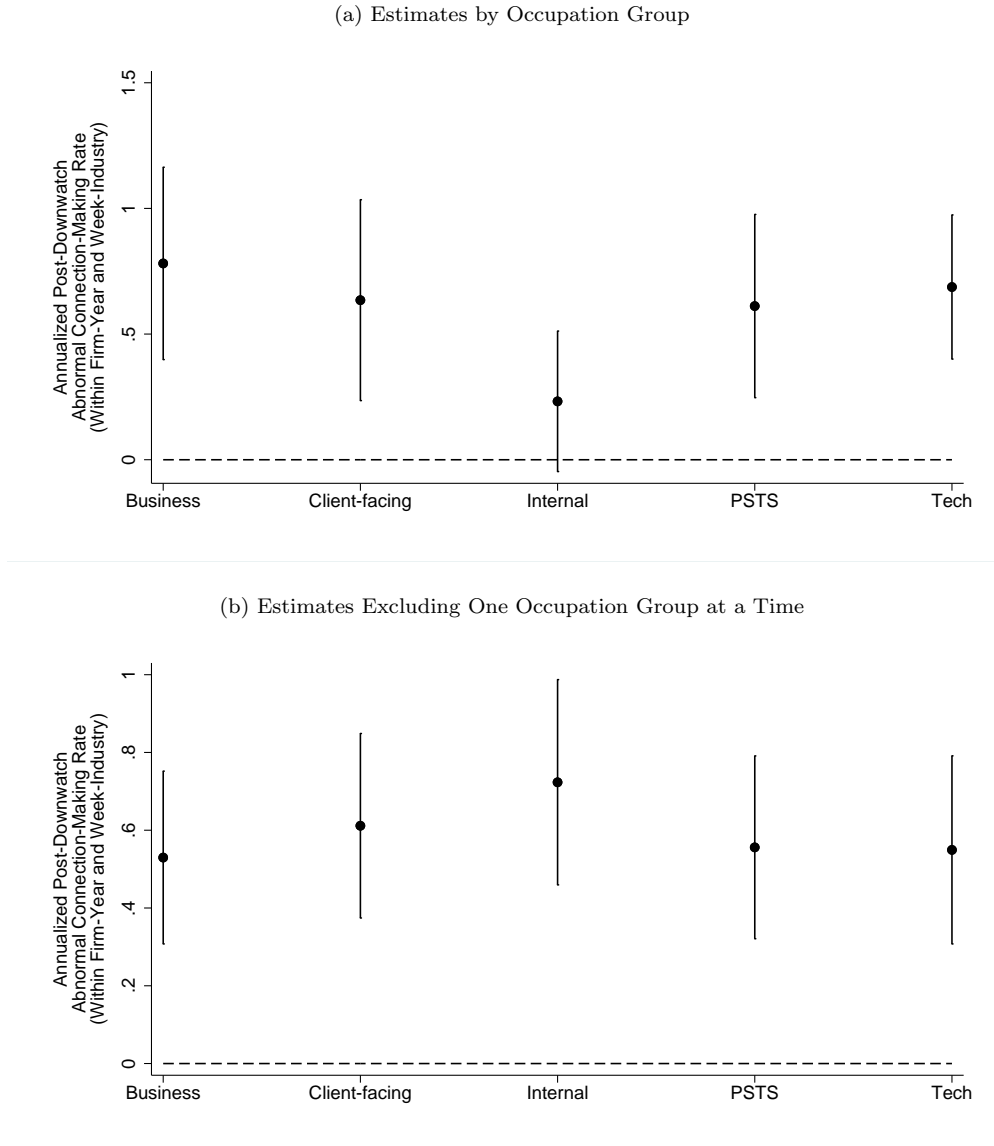 (a) Estimates by Occupation Group
Annualized Post-Downwatch
Abnormal Connection-Making Rate
(Within Firm-Year and Week-Industry)
1.5
1
.5
0
Business Client-facing Internal PSTS Tech
(b) Estimates Excluding One Occupation Group at a Time
Annualized Post-Downwatch
Abnormal Connection-Making Rate
(Within Firm-Year and Week-Industry)
1
.8
.6
.4
.2
0
Business Client-facing Internal PSTS Tech